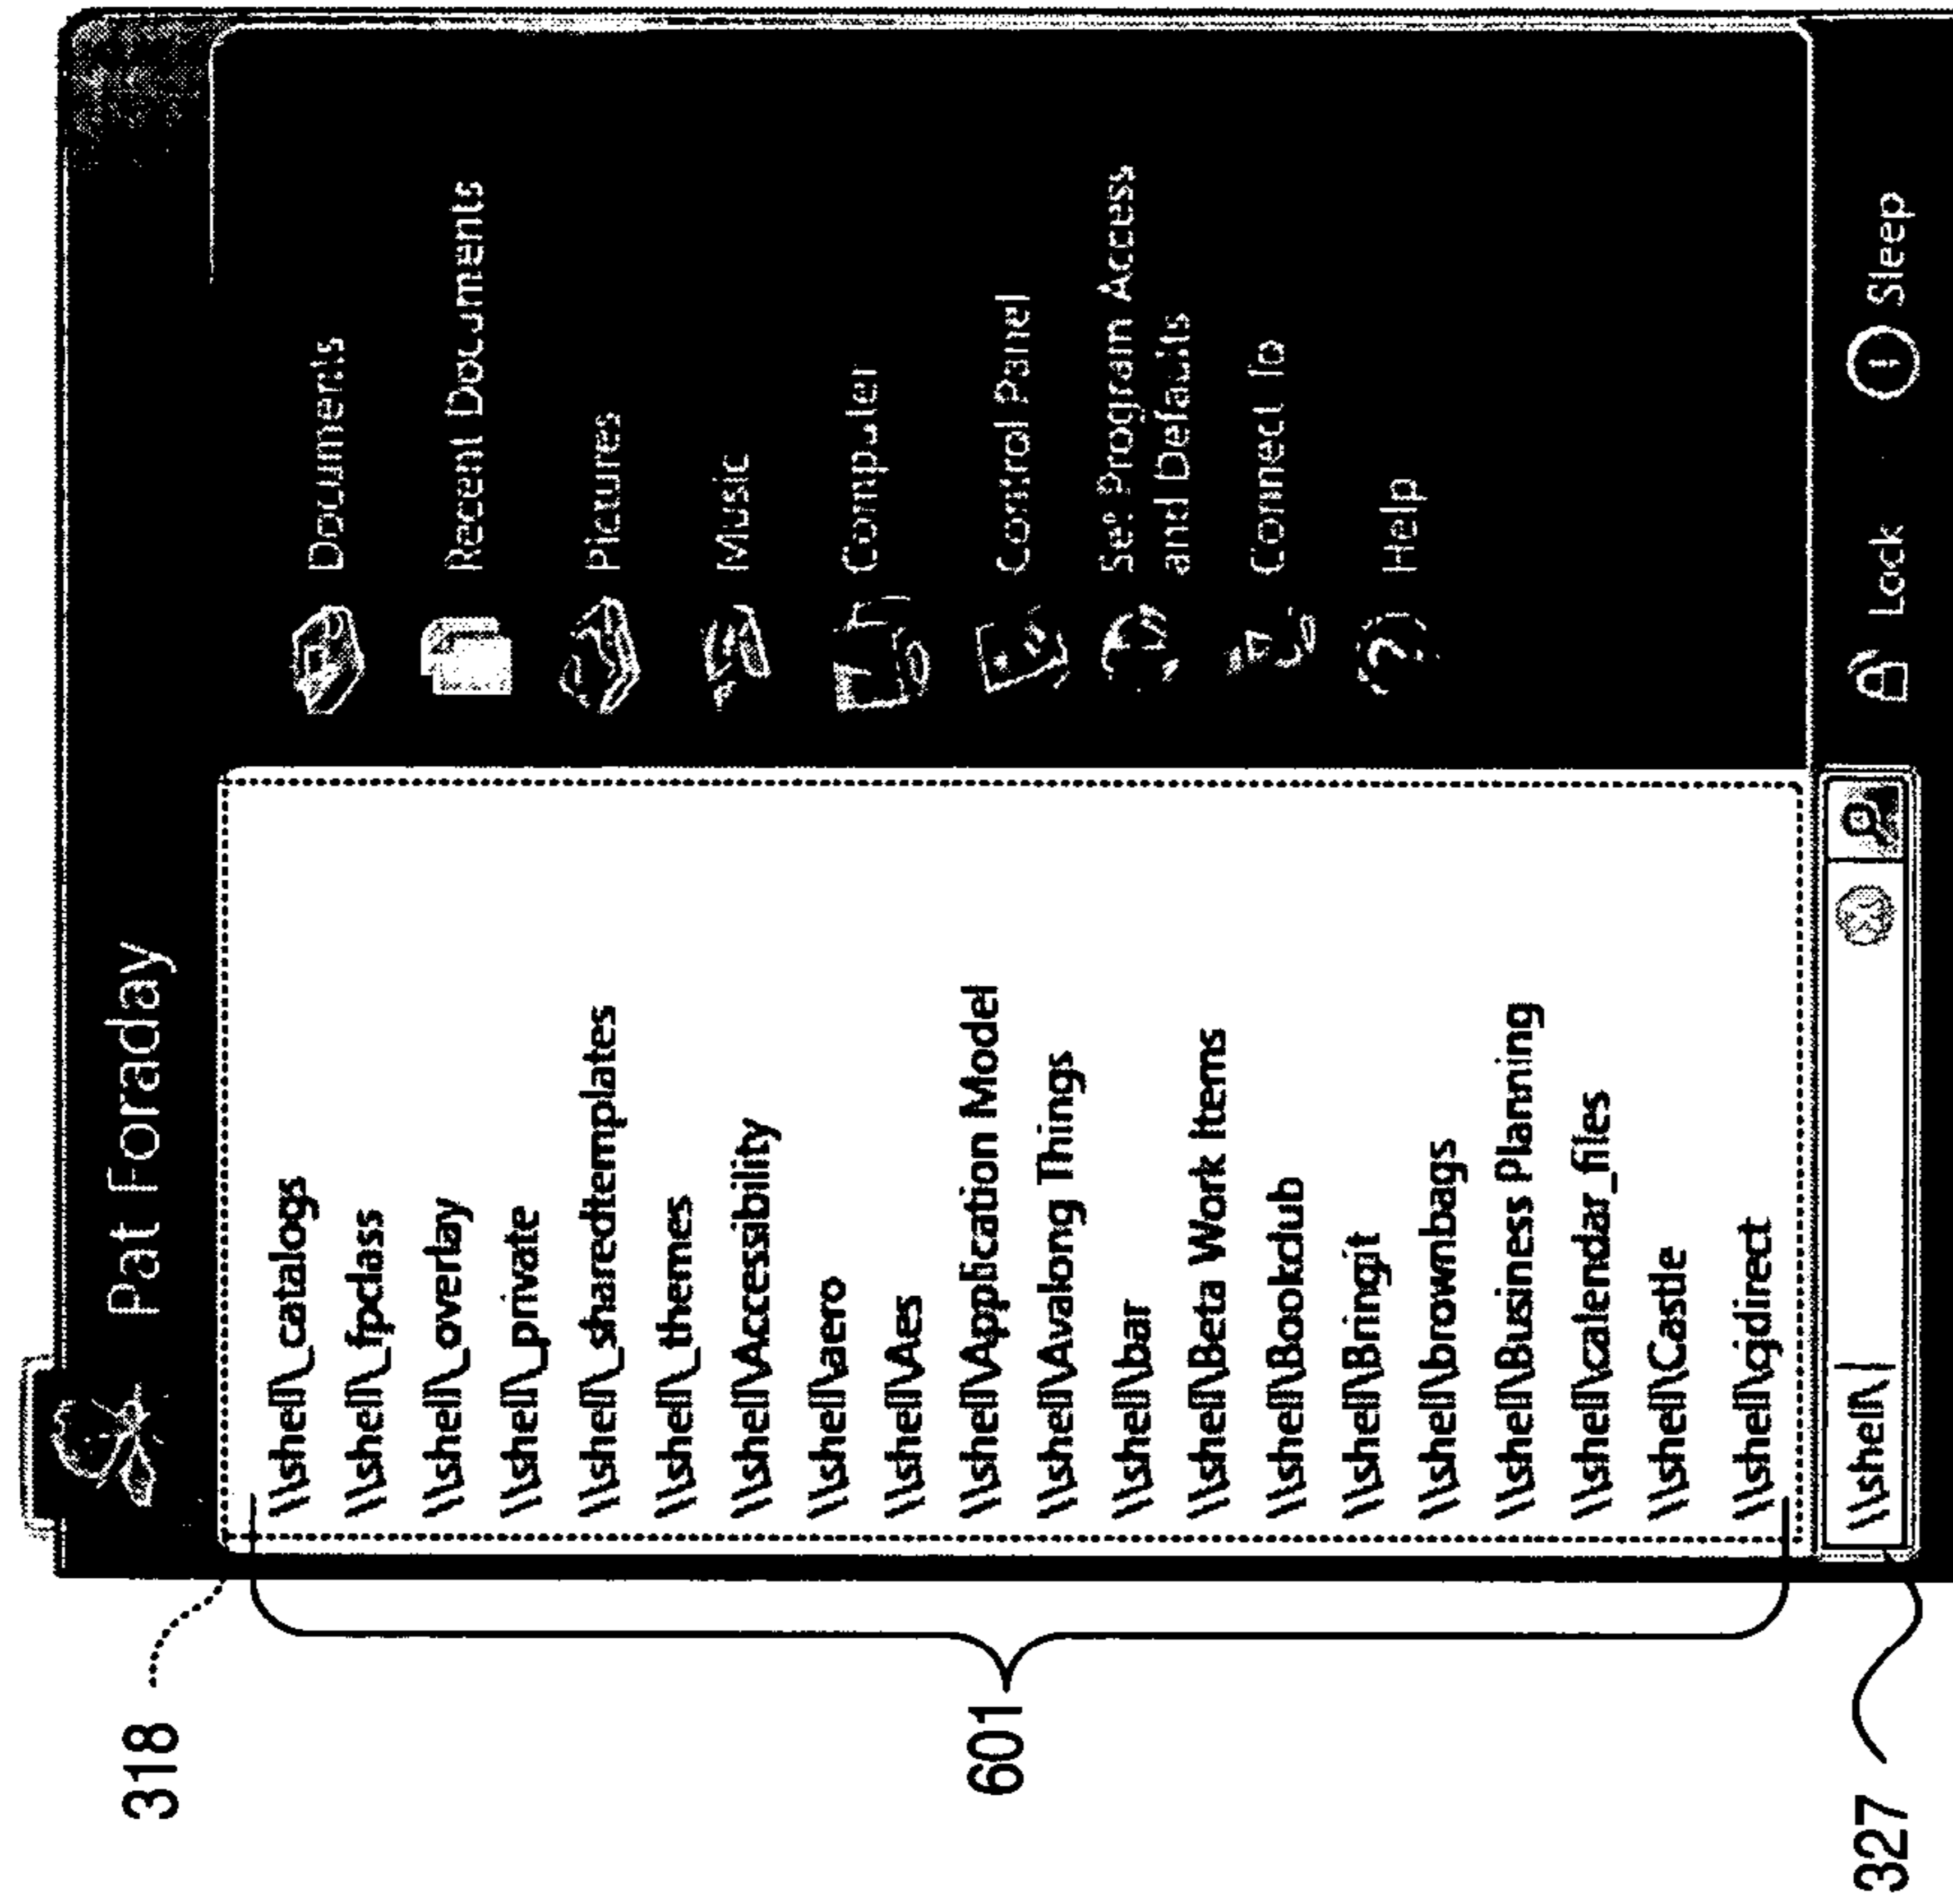 Pat Foraday
318
\\shell\_catalogs
\\shell\_fpclass
\\shell\_overlay
\\shell\_private
\\shell\_sharedtemplates
\\shell\_themes
\\shell\Accessibility
\\shell\aero
\\shell\Aes
\\shell\Application Model
\\shell\Avalong Things
\\shell\bar
\\shell\Beta Work Items
\\shell\Bookclub
\\shell\Bringit
\\shell\brownbags
\\shell\Business Planning
\\shell\calendar_files
\\shell\Castle
\\shell\cjdirect
601
Documents
Recent Documents
Pictures
Music
Computer
Control Panel
Set Program Access
and Defaults
Connect To
Help
327
\\shell\
Lock
Sleep